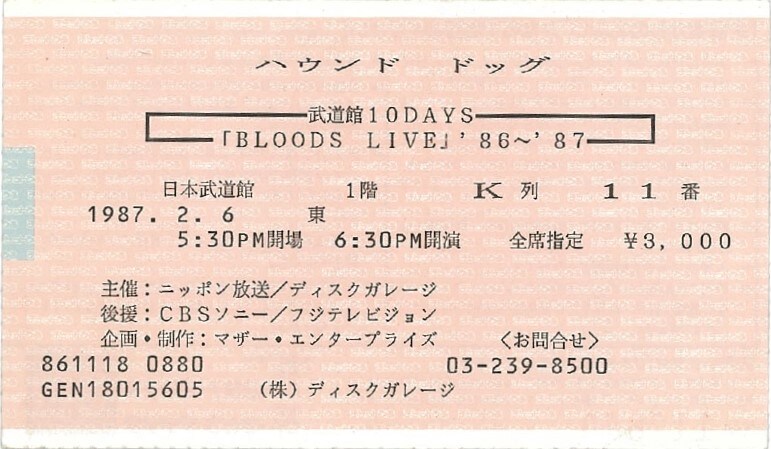 ハウンド ドッグ
武道館10DAYS
「BLOODS LIVE」'86〜'87
日本武道館 1階 K列 11番
1987. 2. 6 東
5:30PM開場 6:30PM開演 全席指定 ¥3,000
主催：ニッポン放送／ディスクガレージ
後援：CBSソニー／フジテレビジョン
企画・制作：マザー・エンタープライズ 〈お問合せ〉
861118 0880 03-239-8500
GEN18015605 （株）ディスクガレージ